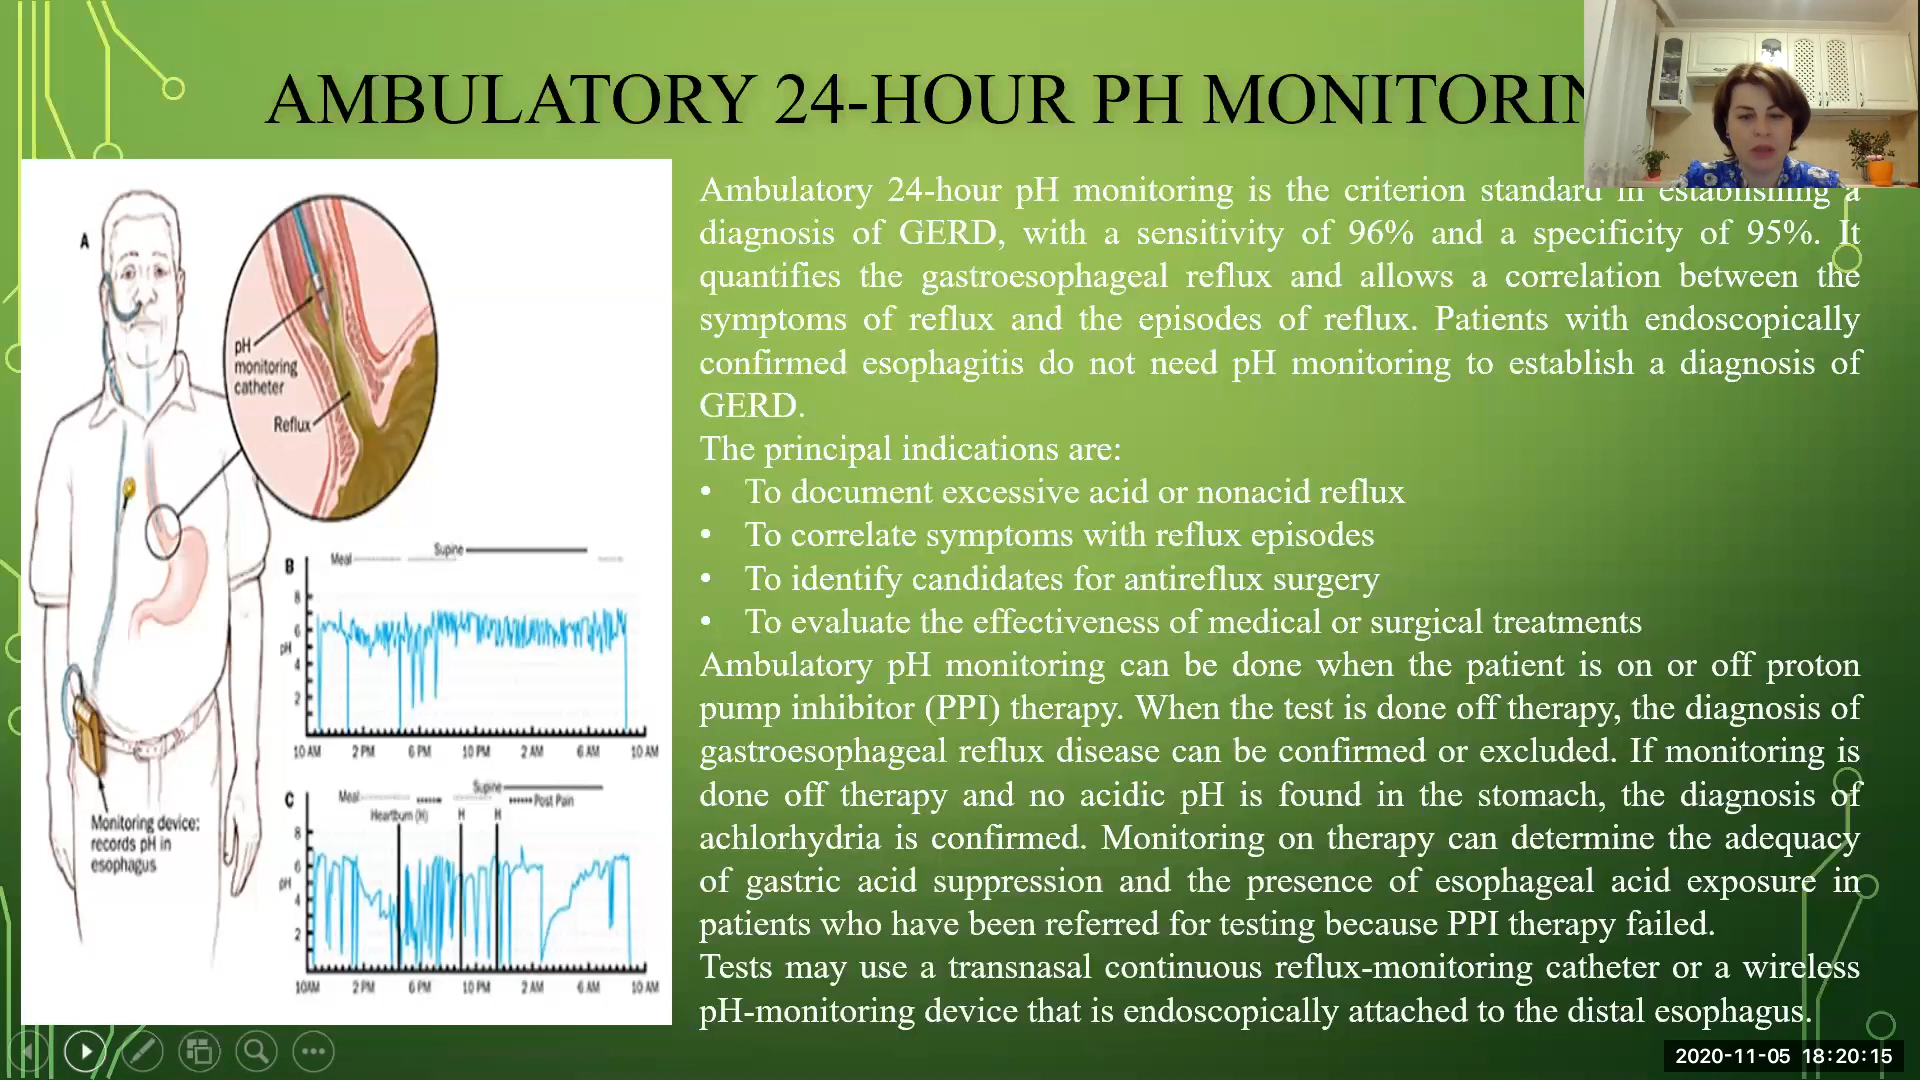 AMBULATORY 24-HOUR PH MONITORIN
Ambulatory 24-hour pH monitoring is the criterion standard in establishing a
diagnosis of GERD, with a sensitivity of 96% and a specificity of 95%. It
quantifies the gastroesophageal reflux and allows a correlation between the
symptoms of reflux and the episodes of reflux. Patients with endoscopically
confirmed esophagitis do not need pH monitoring to establish a diagnosis of
GERD.
The principal indications are:
• To document excessive acid or nonacid reflux
• To correlate symptoms with reflux episodes
• To identify candidates for antireflux surgery
• To evaluate the effectiveness of medical or surgical treatments
Ambulatory pH monitoring can be done when the patient is on or off proton
pump inhibitor (PPI) therapy. When the test is done off therapy, the diagnosis of
gastroesophageal reflux disease can be confirmed or excluded. If monitoring is
done off therapy and no acidic pH is found in the stomach, the diagnosis of
achlorhydria is confirmed. Monitoring on therapy can determine the adequacy
of gastric acid suppression and the presence of esophageal acid exposure in
patients who have been referred for testing because PPI therapy failed.
Tests may use a transnasal continuous reflux-monitoring catheter or a wireless
pH-monitoring device that is endoscopically attached to the distal esophagus.
A
pH
monitoring
catheter
Reflux
Monitoring device:
records pH in
esophagus
B
Meal Supine
8
6
pH
4
2
10 AM 2 PM 6 PM 10 PM 2 AM 6 AM 10 AM
C
Meal Supine
Post Pain
Heartburn (H) H H
8
6
pH
4
2
10AM 2 PM 6 PM 10 PM 2 AM 6 AM 10 AM
2020-11-05 18:20:15